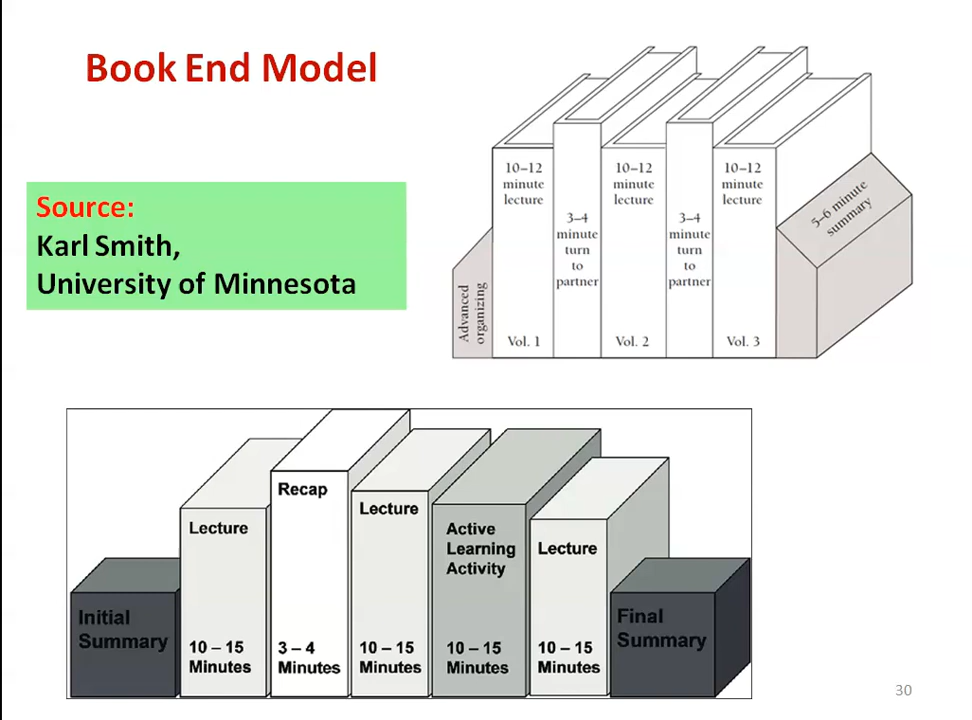 Book End Model
Source:
Karl Smith,
University of Minnesota
Advanced
organizing
10–12
minute
lecture
Vol. 1
3–4
minute
turn
to
partner
10–12
minute
lecture
Vol. 2
3–4
minute
turn
to
partner
10–12
minute
lecture
Vol. 3
5–6 minute
summary
Initial
Summary
Lecture
10 – 15
Minutes
Recap
3 – 4
Minutes
Lecture
10 – 15
Minutes
Active
Learning
Activity
10 – 15
Minutes
Lecture
10 – 15
Minutes
Final
Summary
30